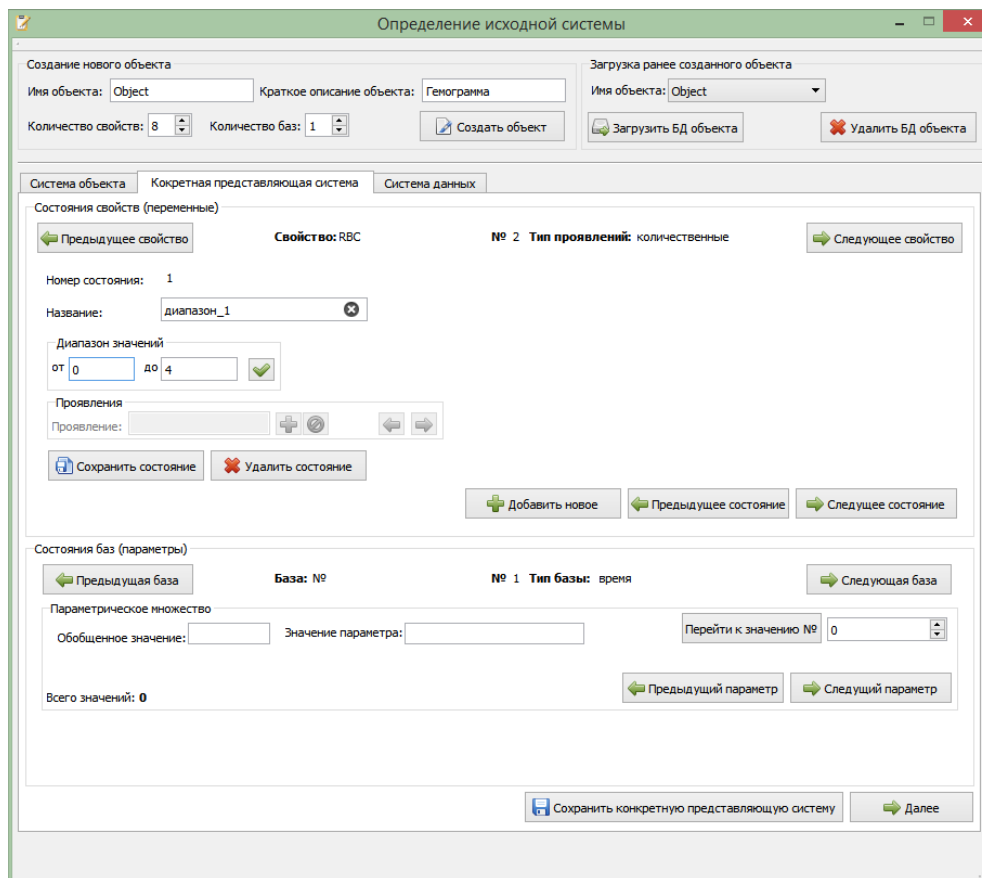 Определение исходной системы
Создание нового объекта
Загрузка ранее созданного объекта
Имя объекта: Object Краткое описание объекта: Гемограмма
Имя объекта: Object
Количество свойств: 8 Количество баз: 1 Создать объект
Загрузить БД объекта Удалить БД объекта
Система объекта Кокретная представляющая система Система данных
Состояния свойств (переменные)
Предыдущее свойство Свойство: RBC № 2 Тип проявлений: количественные Следующее свойство
Номер состояния: 1
Название: диапазон_1
Диапазон значений
от 0 до 4
Проявления
Проявление:
Сохранить состояние Удалить состояние
Добавить новое Предыдущее состояние Следущее состояние
Состояния баз (параметры)
Предыдущая база База: № № 1 Тип базы: время Следующая база
Параметрическое множество
Обобщенное значение: Значение параметра: Перейти к значению № 0
Предыдущий параметр Следущий параметр
Всего значений: 0
Сохранить конкретную представляющую систему Далее